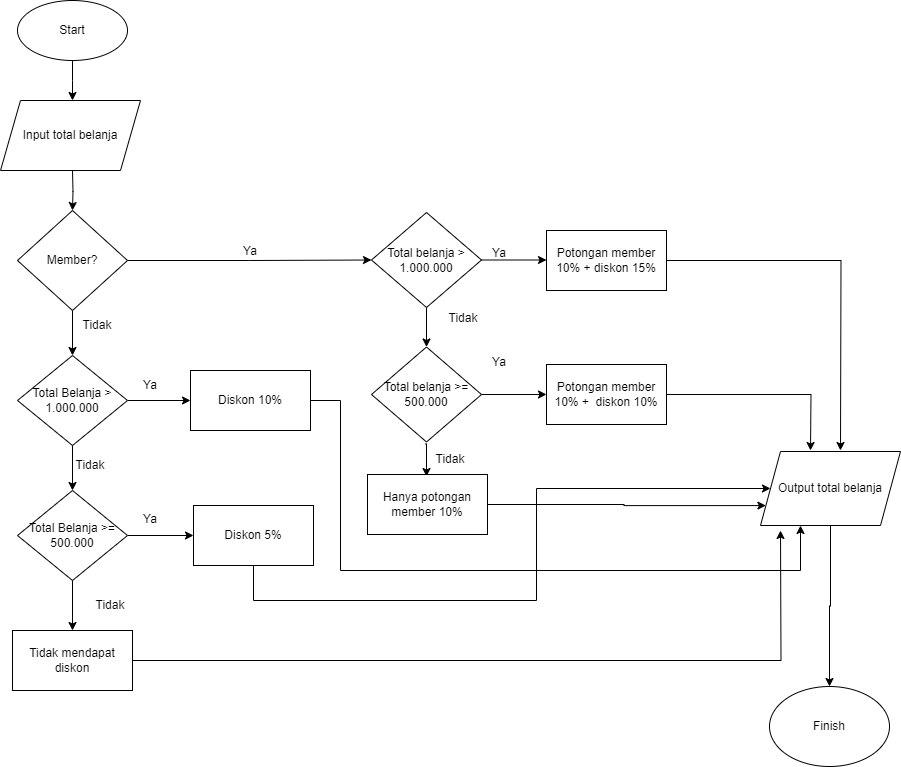 Start
Input total belanja
Member?
Ya
Total belanja >
1.000.000
Ya
Potongan member
10% + diskon 15%
Tidak
Tidak
Total Belanja >
1.000.000
Ya
Diskon 10%
Total belanja >=
500.000
Ya
Potongan member
10% +  diskon 10%
Tidak
Tidak
Hanya potongan
member 10%
Output total belanja
Total Belanja >=
500.000
Ya
Diskon 5%
Tidak
Tidak mendapat
diskon
Finish